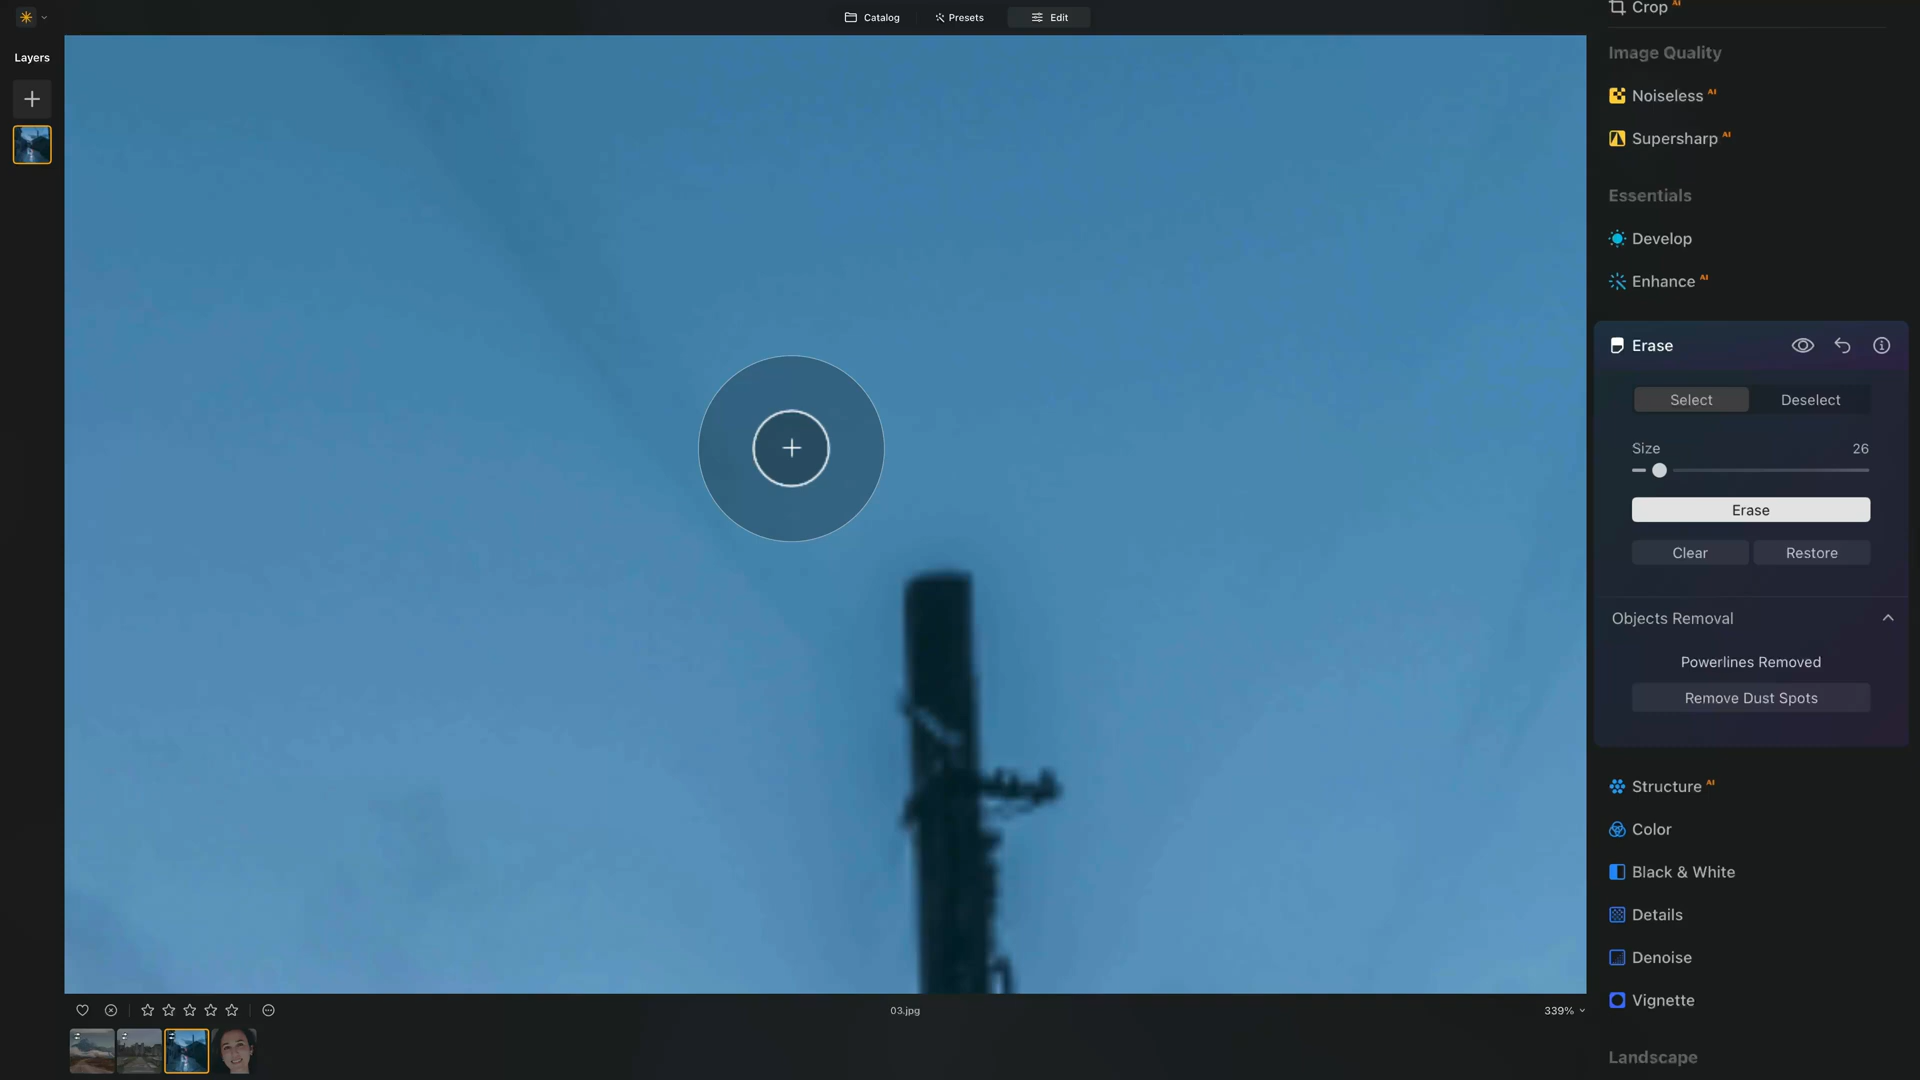 Catalog
Presets
Edit
Layers
Crop AI
Image Quality
Noiseless AI
Supersharp AI
Essentials
Develop
Enhance AI
Erase
Select
Deselect
Size
26
Erase
Clear
Restore
Objects Removal
Powerlines Removed
Remove Dust Spots
Structure AI
Color
Black & White
Details
Denoise
Vignette
Landscape
03.jpg
339%